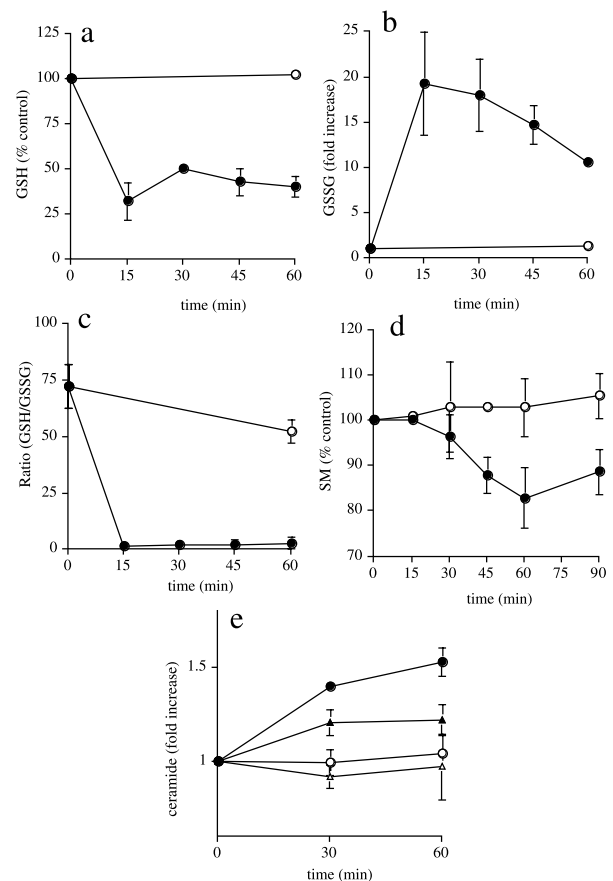 a
GSH (% control)
125
100
75
50
25
0
0 15 30 45 60
time (min)
b
GSSG (fold increase)
25
20
15
10
5
0
0 15 30 45 60
time (min)
c
Ratio (GSH/GSSG)
100
75
50
25
0
0 15 30 45 60
time (min)
d
SM (% control)
120
110
100
90
80
70
0 15 30 45 60 75 90
time (min)
e
ceramide (fold increase)
1.5
1
0 30 60
time (min)